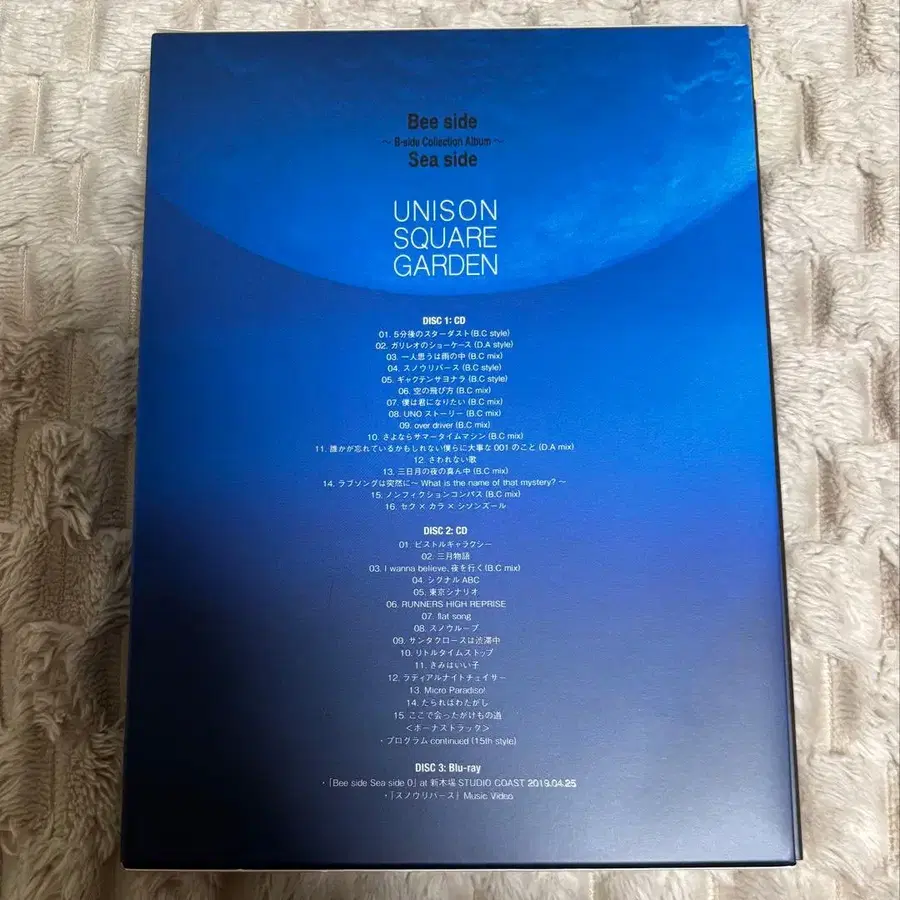 Bee side
～ B-side Collection Album ～
Sea side
UNISON
SQUARE
GARDEN
DISC 1: CD
01. 5分後のスターダスト (B.C style)
02. ガリレオのショーケース (D.A style)
03. 一人思うは雨の中 (B.C mix)
04. スノウリバース (B.C style)
05. ギャクテンサヨナラ (B.C style)
06. 空の飛び方 (B.C mix)
07. 僕は君になりたい (B.C mix)
08. UNO ストーリー (B.C mix)
09. over driver (B.C mix)
10. さよならサマータイムマシン (B.C mix)
11. 誰かが忘れているかもしれない僕らに大事な 001 のこと (D.A mix)
12. さわれない歌
13. 三日月の夜の真ん中 (B.C mix)
14. ラブソングは突然に～ What is the name of that mystery? ～
15. ノンフィクションコンパス (B.C mix)
16. セク × カラ × シソンズール
DISC 2: CD
01. ピストルギャラクシー
02. 三月物語
03. I wanna believe、夜を行く (B.C mix)
04. シグナル ABC
05. 東京シナリオ
06. RUNNERS HIGH REPRISE
07. flat song
08. スノウループ
09. サンタクロースは渋滞中
10. リトルタイムストップ
11. きみはいい子
12. ラディアルナイトチェイサー
13. Micro Paradiso!
14. たらればわたがし
15. ここで会ったがけもの道
＜ボーナストラック＞
・プログラム continued (15th style)
DISC 3: Blu-ray
・「Bee side Sea side 0」 at 新木場 STUDIO COAST 2019.04.25
・「スノウリバース」 Music Video